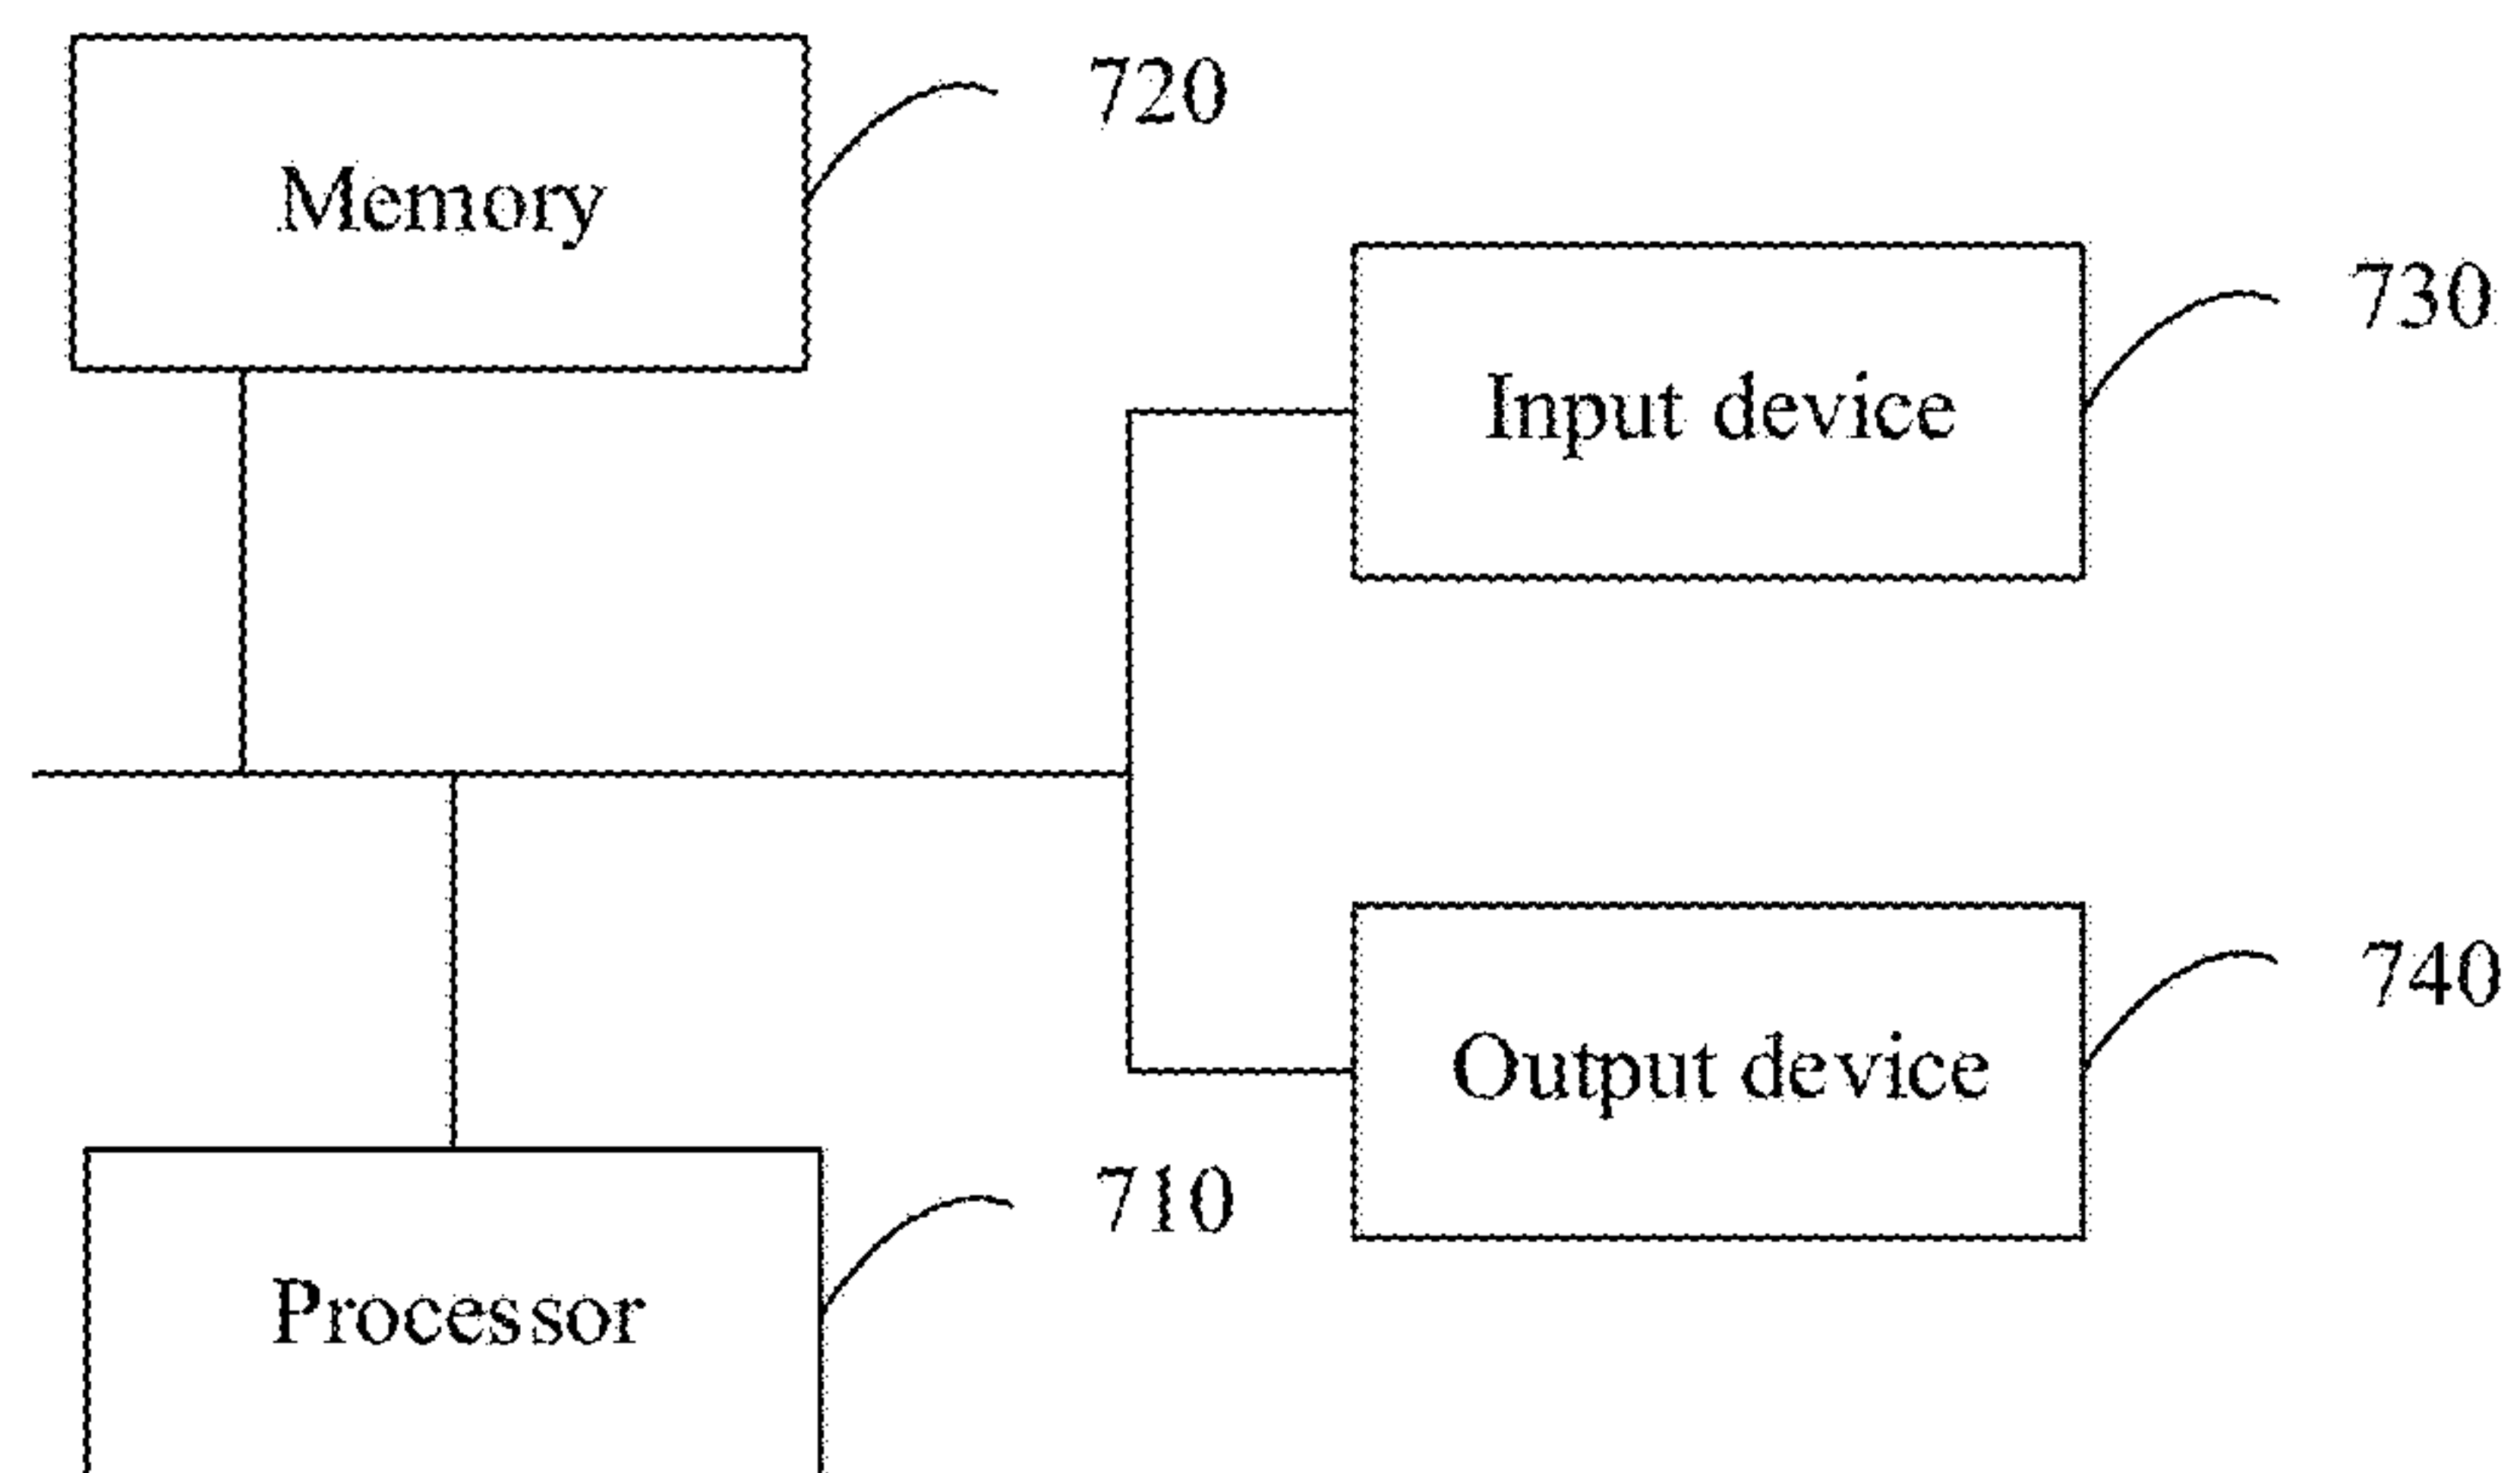 720
Memory
730
Input device
740
Output device
710
Processor